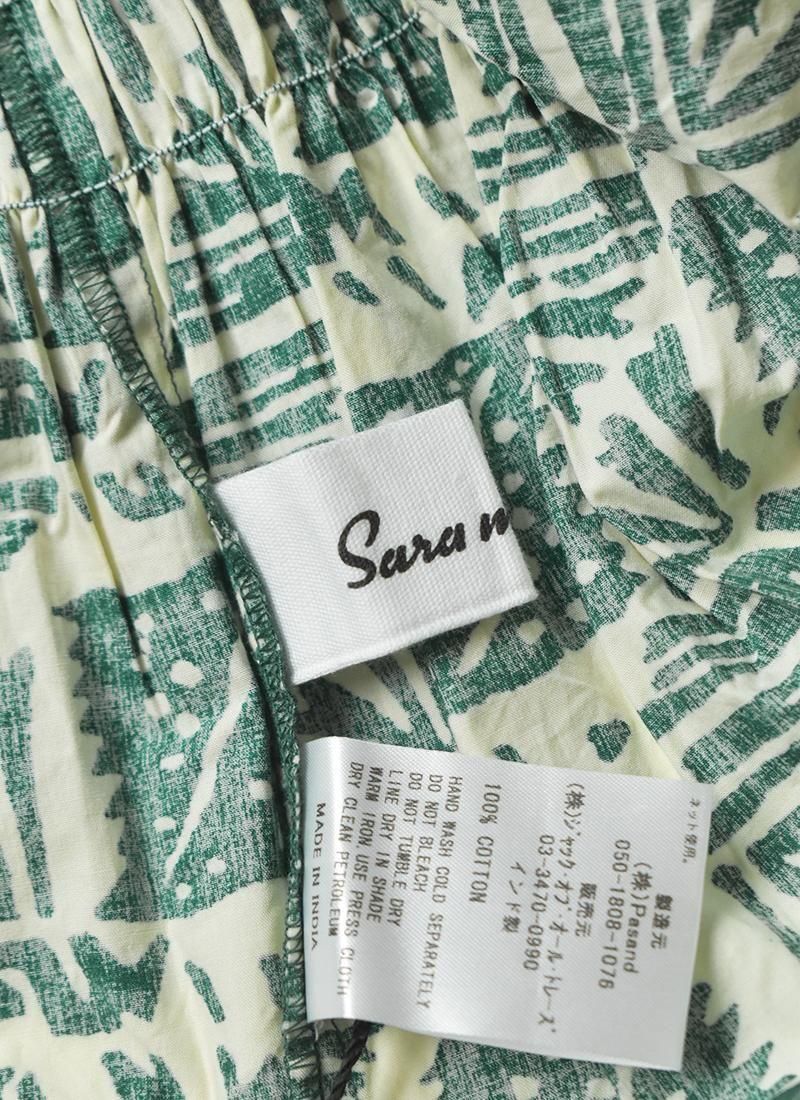 Sara m
ネット使用。
製造元
(株)Pasand
050-1808-1076
販売元
(株)ジャック・オブ・オール・トレーズ
03-3470-0990
インド製
100% COTTON
HAND WASH COLD SEPARATELY
DO NOT BLEACH
DO NOT TUMBLE DRY
LINE DRY IN SHADE
WARM IRON USE PRESS CLOTH
DRY CLEAN PETROLEUM
MADE IN INDIA